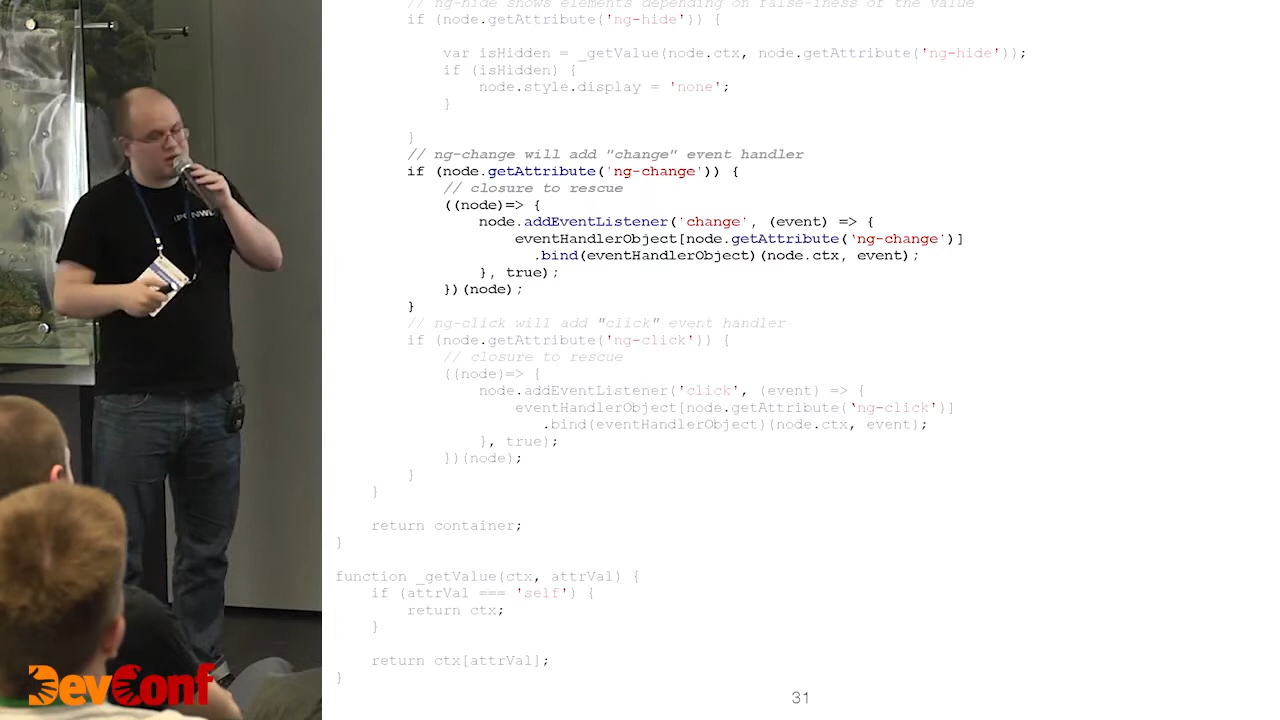 // ng-hide shows elements depending on false-iness of the value
if (node.getAttribute('ng-hide')) {
var isHidden = _getValue(node.ctx, node.getAttribute('ng-hide'));
if (isHidden) {
node.style.display = 'none';
}
}
// ng-change will add "change" event handler
if (node.getAttribute('ng-change')) {
// closure to rescue
((node)=> {
node.addEventListener('change', (event) => {
eventHandlerObject[node.getAttribute('ng-change')]
.bind(eventHandlerObject)(node.ctx, event);
}, true);
})(node);
}
// ng-click will add "click" event handler
if (node.getAttribute('ng-click')) {
// closure to rescue
((node)=> {
node.addEventListener('click', (event) => {
eventHandlerObject[node.getAttribute('ng-click')]
.bind(eventHandlerObject)(node.ctx, event);
}, true);
})(node);
}
}
return container;
}
function _getValue(ctx, attrVal) {
if (attrVal === 'self') {
return ctx;
}
return ctx[attrVal];
}
31
DevConf